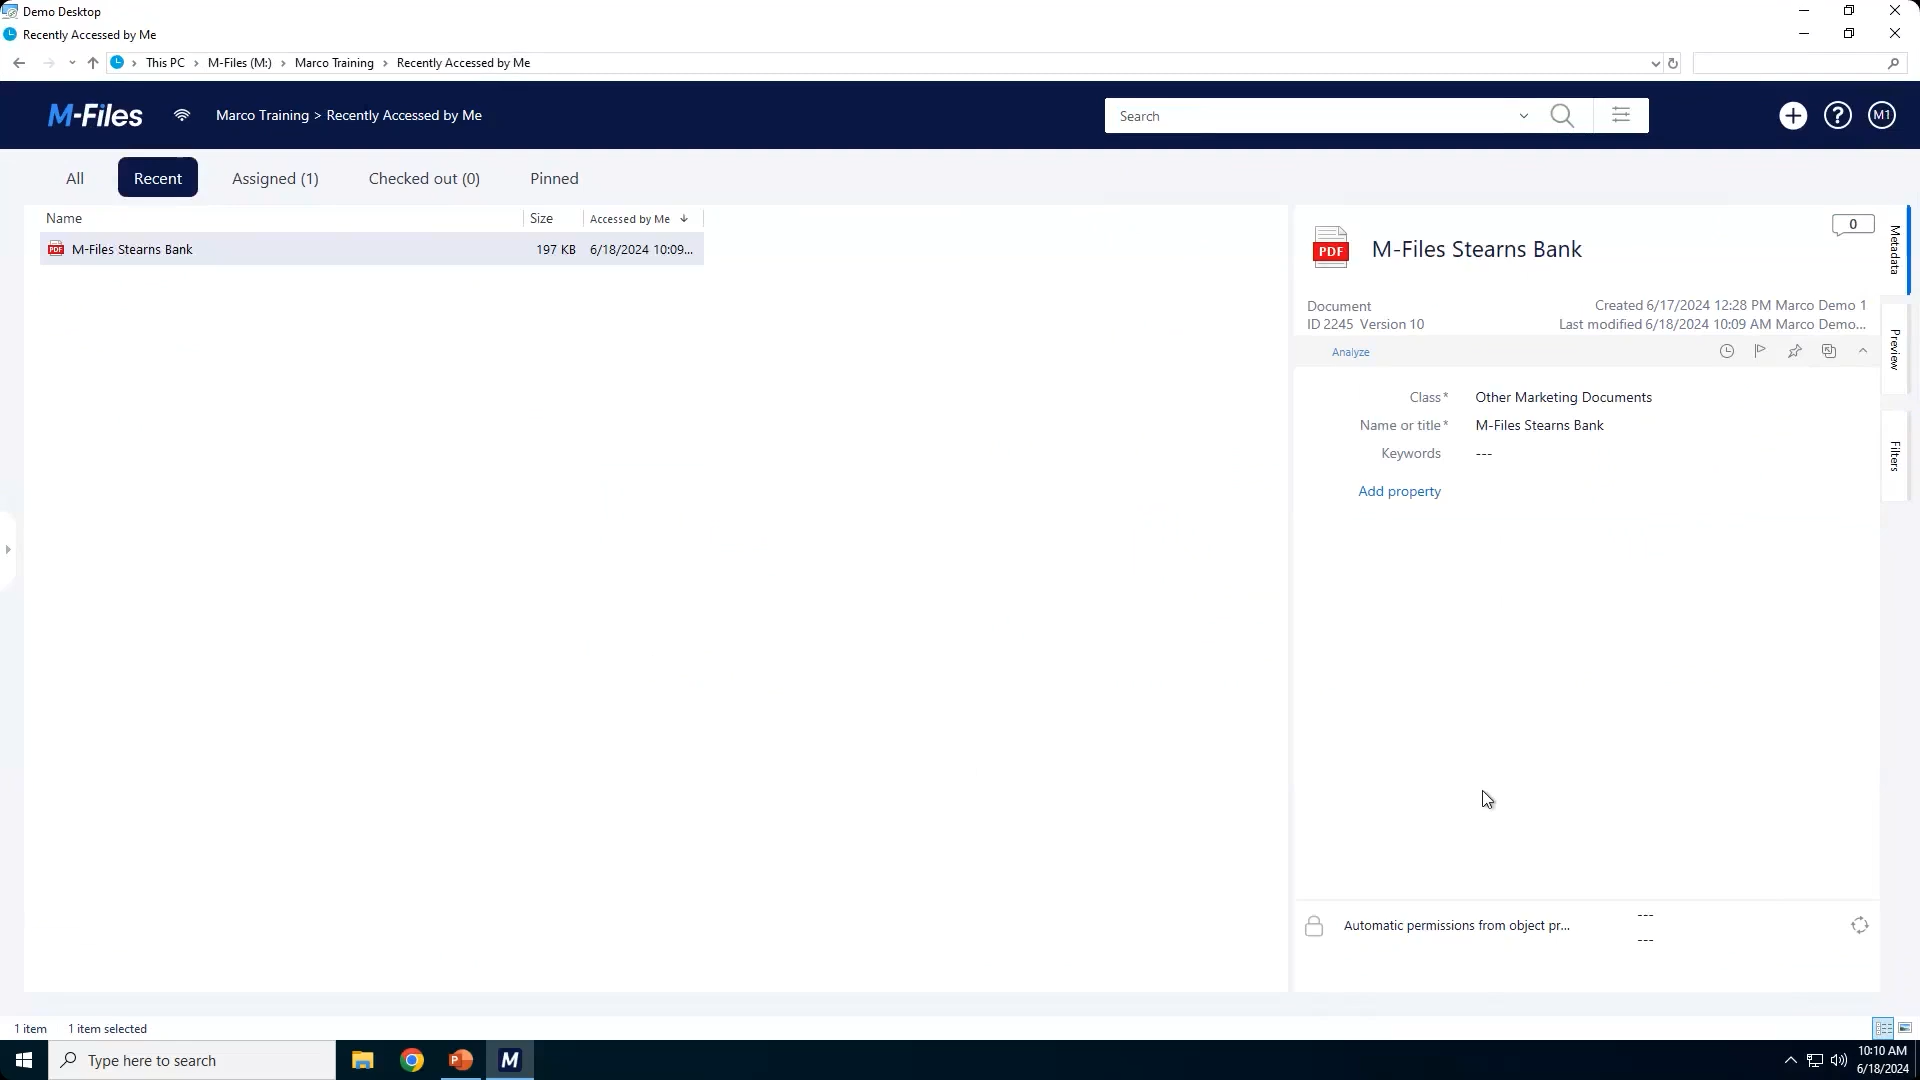 Demo Desktop
Recently Accessed by Me
This PC > M-Files (M:) > Marco Training > Recently Accessed by Me
M-Files
Marco Training > Recently Accessed by Me
Search
M1
All
Recent
Assigned (1)
Checked out (0)
Pinned
Name
Size
Accessed by Me
M-Files Stearns Bank
197 KB
6/18/2024 10:09...
0
PDF
M-Files Stearns Bank
Document
Created 6/17/2024 12:28 PM Marco Demo 1
ID 2245 Version 10
Last modified 6/18/2024 10:09 AM Marco Demo...
Analyze
Class*
Other Marketing Documents
Name or title*
M-Files Stearns Bank
Keywords
---
Add property
Metadata
Preview
Filters
Automatic permissions from object pr...
---
---
1 item
1 item selected
Type here to search
10:10 AM
6/18/2024